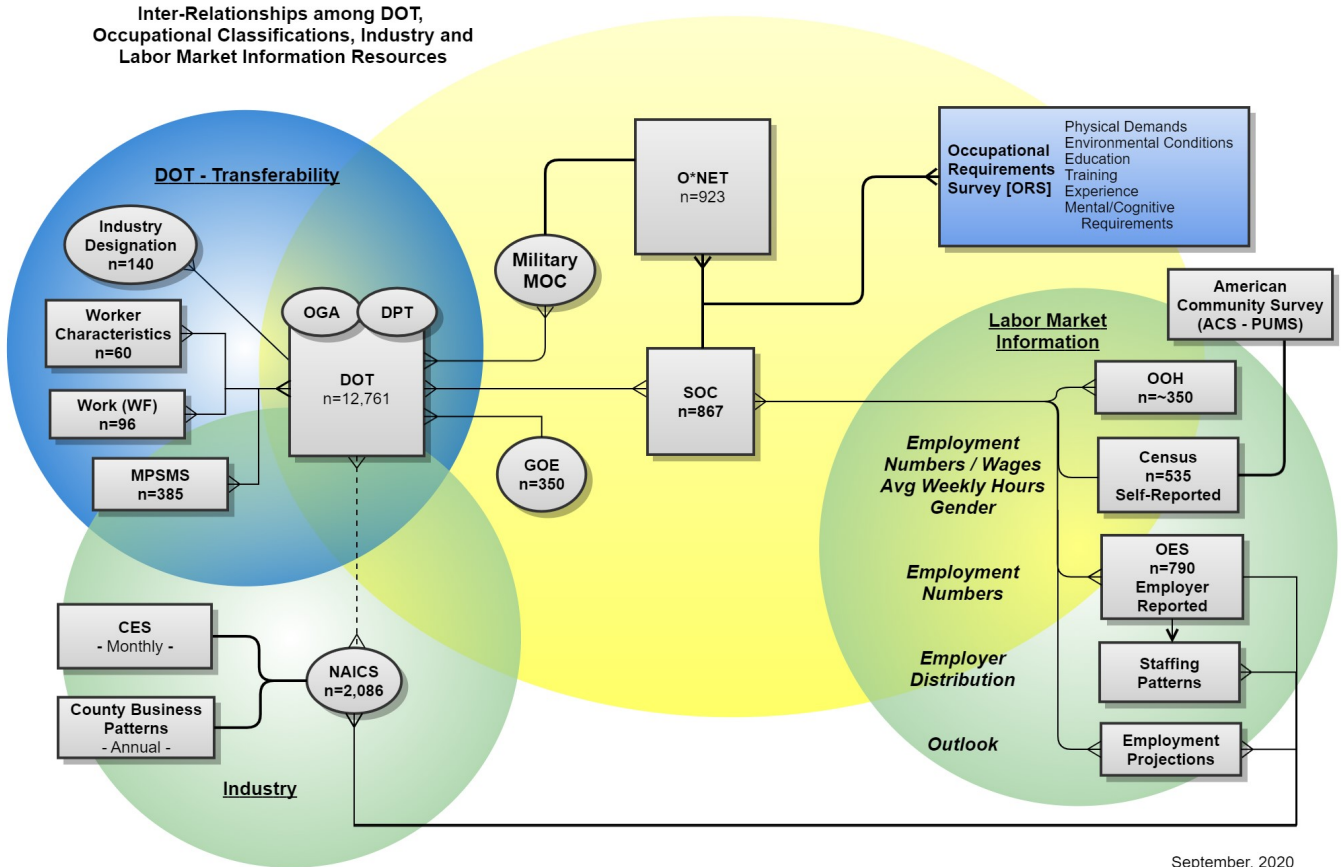 Inter-Relationships among DOT,
Occupational Classifications, Industry and
Labor Market Information Resources
DOT - Transferability
Industry
Designation
n=140
Worker
Characteristics
n=60
Work (WF)
n=96
MPSMS
n=385
OGA
DPT
DOT
n=12,761
Military
MOC
O*NET
n=923
SOC
n=867
GOE
n=350
Occupational
Requirements
Survey [ORS]
Physical Demands
Environmental Conditions
Education
Training
Experience
Mental/Cognitive
Requirements
American
Community Survey
(ACS - PUMS)
Labor Market
Information
OOH
n=~350
Census
n=535
Self-Reported
OES
n=790
Employer
Reported
Staffing
Patterns
Employment
Projections
Employment
Numbers / Wages
Avg Weekly Hours
Gender
Employment
Numbers
Employer
Distribution
Outlook
CES
- Monthly -
County Business
Patterns
- Annual -
NAICS
n=2,086
Industry
September, 2020